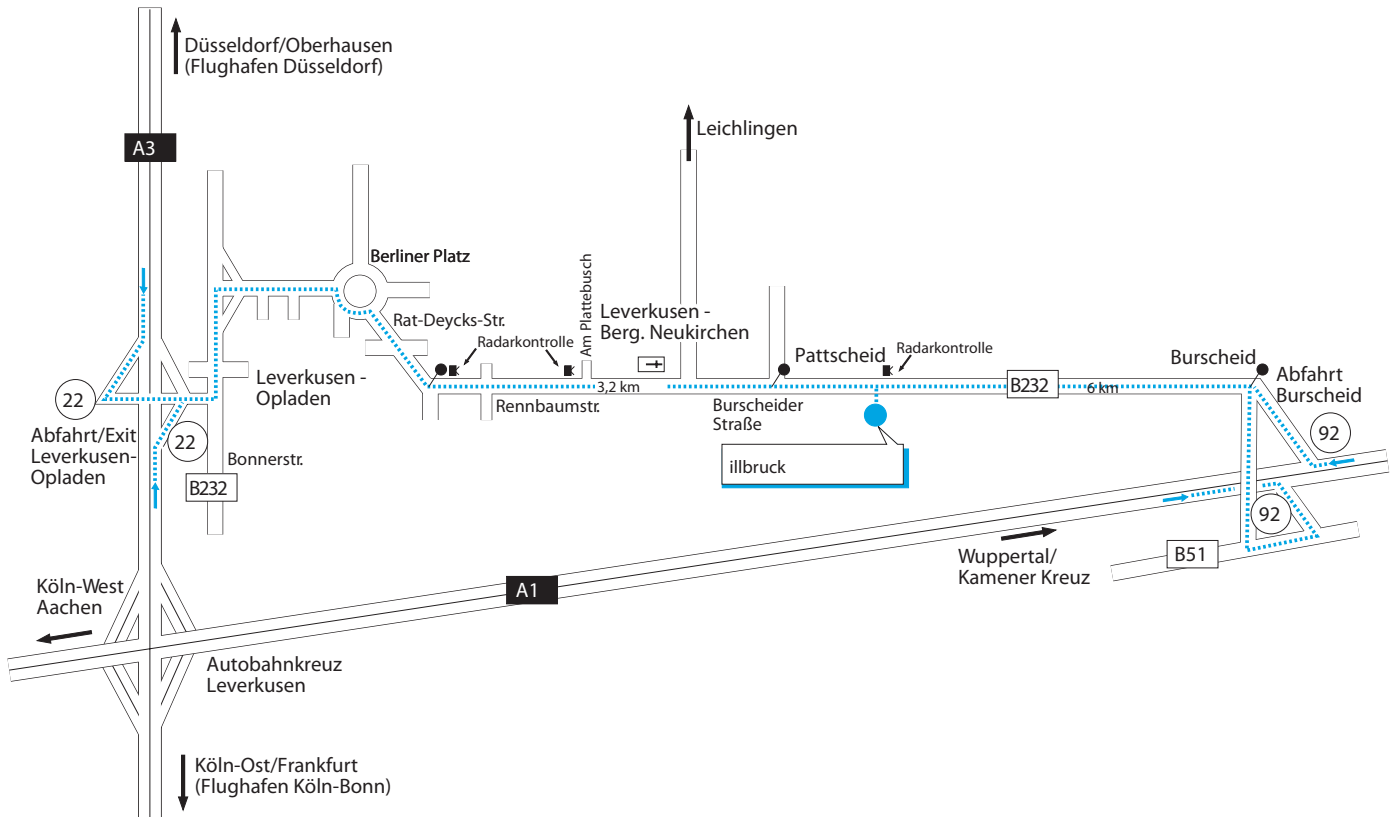 Düsseldorf/Oberhausen
(Flughafen Düsseldorf)
A3
Leichlingen
Berliner Platz
Rat-Deycks-Str.
Radarkontrolle
Am Plattebusch
Leverkusen -
Berg. Neukirchen
Pattscheid
Radarkontrolle
Burscheid
Abfahrt
Burscheid
Leverkusen -
Opladen
22
3,2 km
B232
6 km
Rennbaumstr.
Burscheider
Straße
Abfahrt/Exit
Leverkusen-
Opladen
22
Bonnerstr.
B232
illbruck
92
92
Wuppertal/
Kamener Kreuz
B51
Köln-West
Aachen
A1
Autobahnkreuz
Leverkusen
Köln-Ost/Frankfurt
(Flughafen Köln-Bonn)